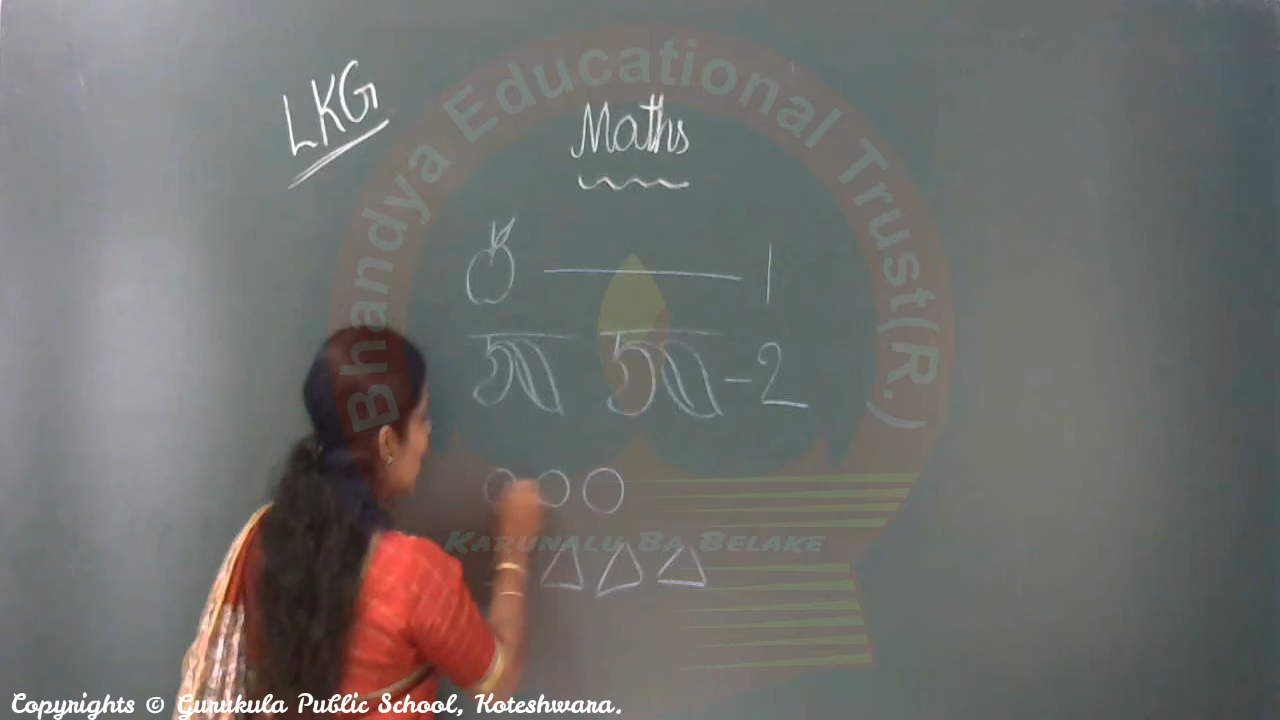 LKG
Maths
1
-2
Bhandya Educational Trust(R.)
KARUNALU BA BELAKE
Copyrights © Gurukula Public School, Koteshwara.